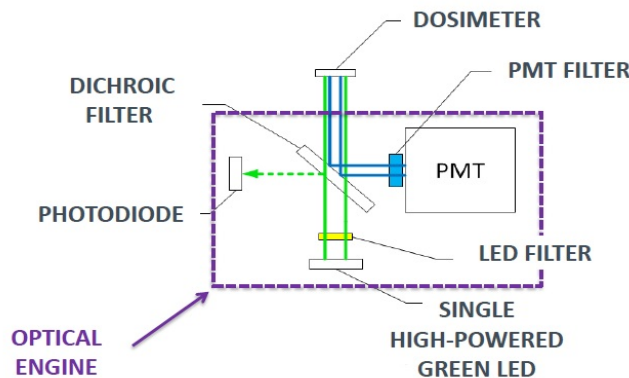 DOSIMETER
PMT FILTER
DICHROIC
FILTER
PMT
PHOTODIODE
LED FILTER
SINGLE
HIGH-POWERED
GREEN LED
OPTICAL
ENGINE